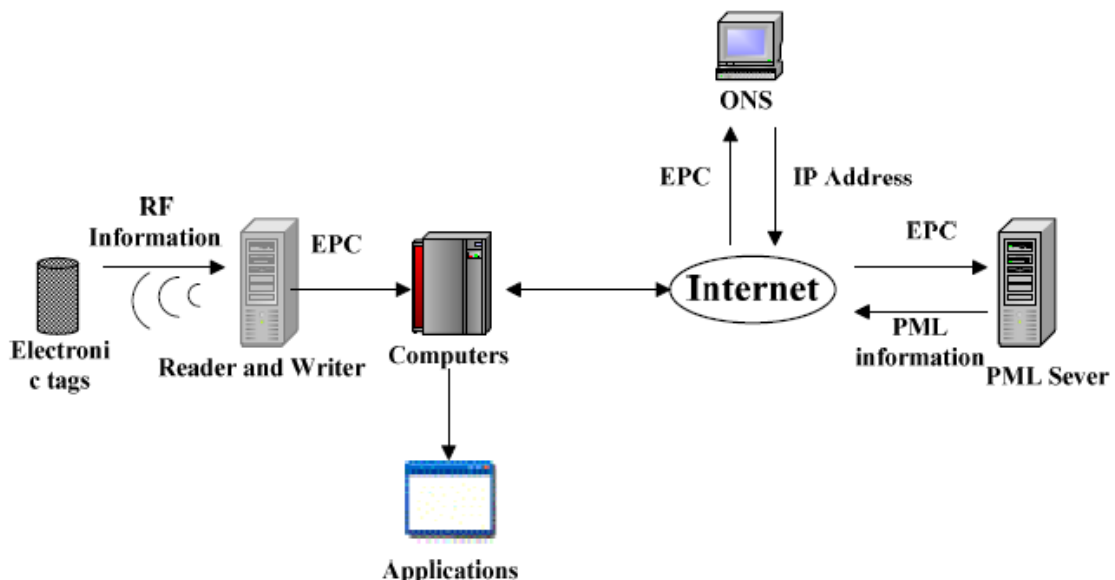 ONS
EPC
IP Address
RF
Information
EPC
EPC
Internet
PML
information
Electroni
c tags
Reader and Writer
Computers
PML Sever
Applications